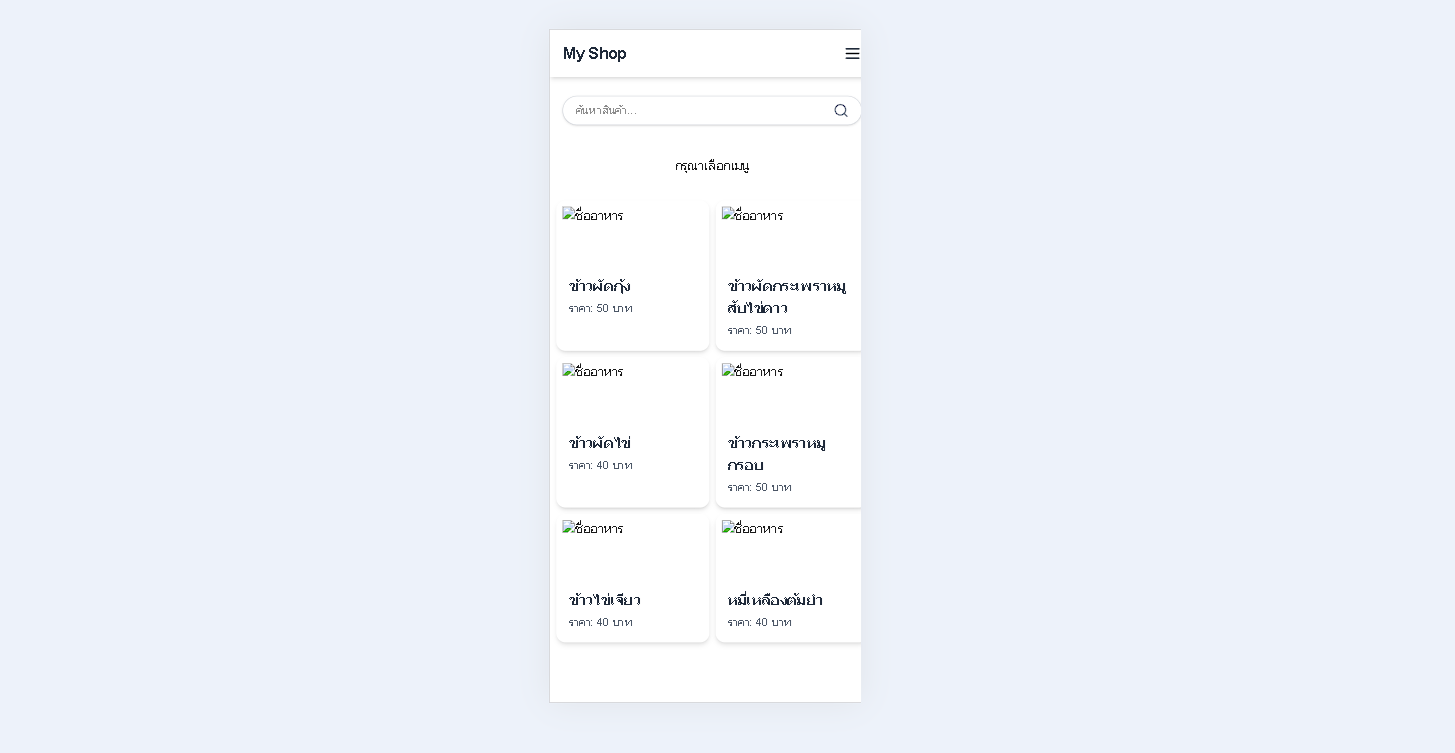 My Shop
ค้นหาสินค้า...
กรุณาเลือกเมนู
ชื่ออาหาร
ชื่ออาหาร
ข้าวผัดกุ้ง
ราคา: 50 บาท
ข้าวผัดกระเพราหมู
สับไข่ดาว
ราคา: 50 บาท
ชื่ออาหาร
ชื่ออาหาร
ข้าวผัดไข่
ราคา: 40 บาท
ข้าวกระเพราหมู
กรอบ
ราคา: 50 บาท
ชื่ออาหาร
ชื่ออาหาร
ข้าวไข่เจียว
ราคา: 40 บาท
หมี่เหลืองต้มยำ
ราคา: 40 บาท